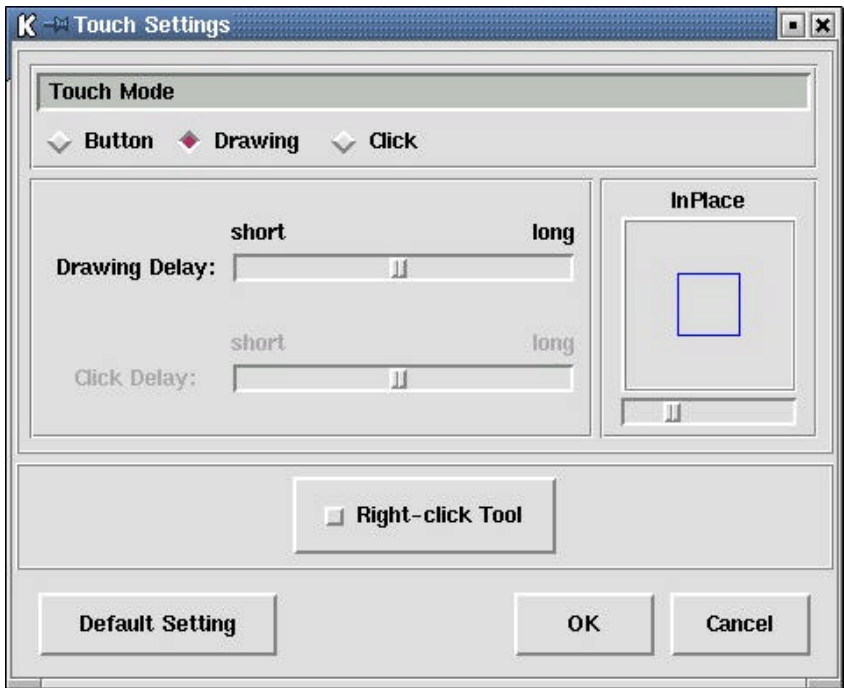 K Touch Settings
Touch Mode
Button Drawing Click
InPlace
short long
Drawing Delay:
short long
Click Delay:
Right-click Tool
Default Setting OK Cancel